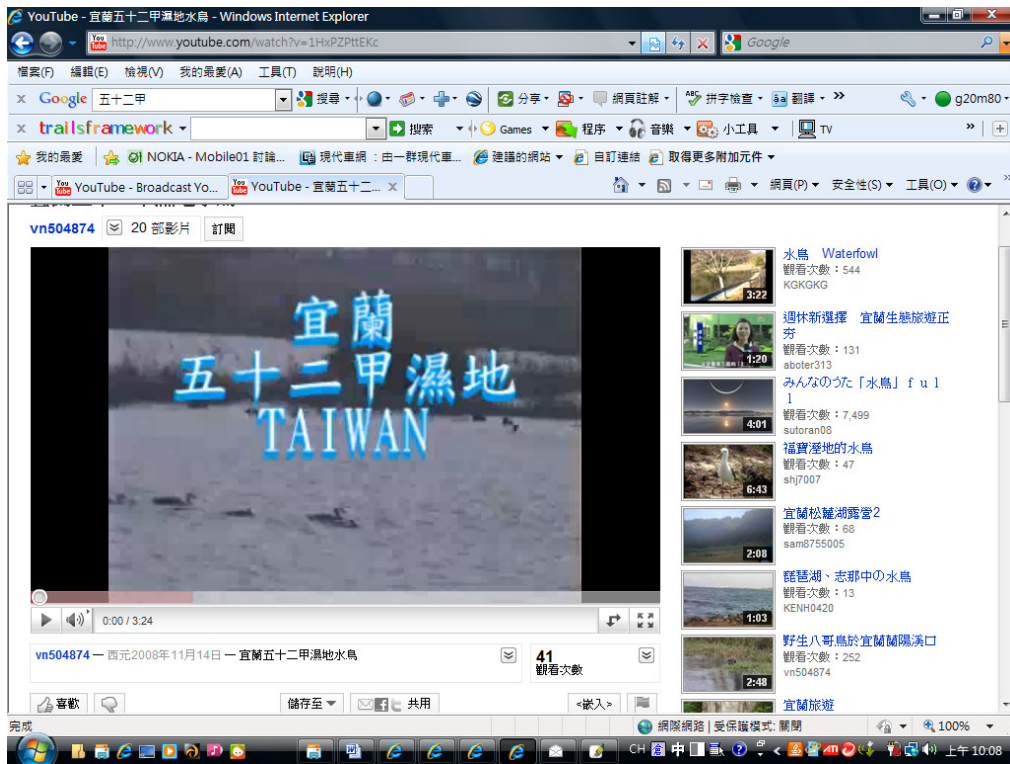 YouTube - 宜蘭五十二甲濕地水鳥 - Windows Internet Explorer
http://www.youtube.com/watch?v=1HxPZPttEKc
Google
檔案(F) 編輯(E) 檢視(V) 我的最愛(A) 工具(T) 說明(H)
x Google 五十二甲 搜尋 分享 網頁註解 拼字檢查 翻譯 g20m80
x trailsframework 搜索 Games 程序 音樂 小工具 TV
我的最愛 NOKIA - Mobile01 討論... 現代車網 : 由一群現代車... 建議的網站 自訂連結 取得更多附加元件
YouTube - Broadcast Yo... YouTube - 宜蘭五十二... x 網頁(P) 安全性(S) 工具(O)
vn504874 20 部影片 訂閱
宜蘭
五十二甲濕地
TAIWAN
0:00 / 3:24
vn504874 — 西元2008年11月14日 — 宜蘭五十二甲濕地水鳥
41
觀看次數
喜歡 儲存至 共用 <嵌入>
3:22
水鳥 Waterfowl
觀看次數：544
KGKGKG
1:20
週休新選擇 宜蘭生態旅遊正
夯
觀看次數：131
aboter313
4:01
みんなのうた「水鳥」ｆｕｌ
ｌ
觀看次數：7,499
sutoran08
6:43
福寶溼地的水鳥
觀看次數：47
shj7007
2:08
宜蘭松蘿湖露營2
觀看次數：68
sam8755005
1:03
琵琶湖、志那中の水鳥
觀看次數：13
KENH0420
2:48
野生八哥鳥於宜蘭蘭陽溪口
觀看次數：252
vn504874
宜蘭旅遊
完成 網際網路 | 受保護模式: 關閉 100%
CH 中 上午 10:08